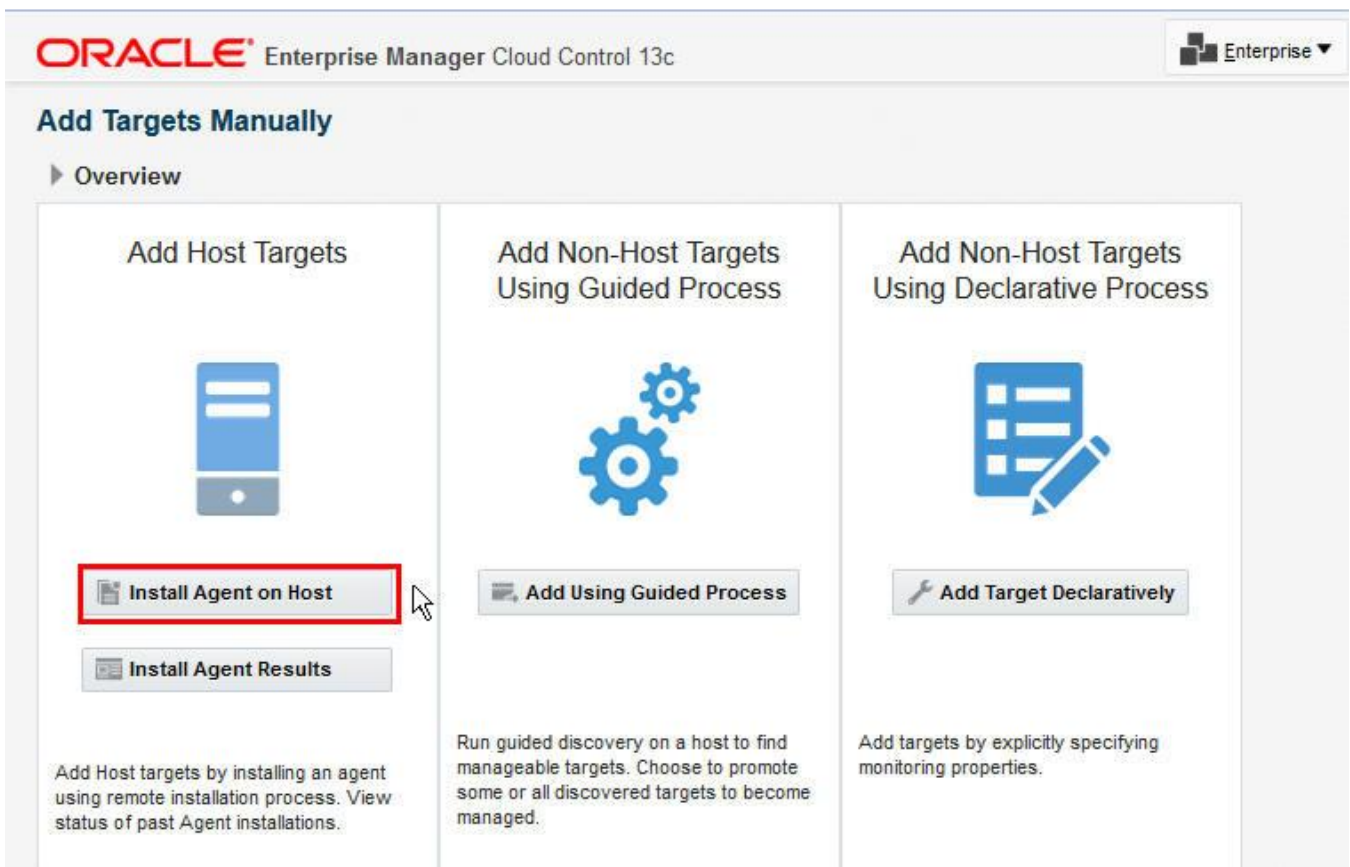 ORACLE Enterprise Manager Cloud Control 13c
Enterprise
Add Targets Manually
Overview
Add Host Targets
Install Agent on Host
Install Agent Results
Add Host targets by installing an agent
using remote installation process. View
status of past Agent installations.
Add Non-Host Targets
Using Guided Process
Add Using Guided Process
Run guided discovery on a host to find
manageable targets. Choose to promote
some or all discovered targets to become
managed.
Add Non-Host Targets
Using Declarative Process
Add Target Declaratively
Add targets by explicitly specifying
monitoring properties.